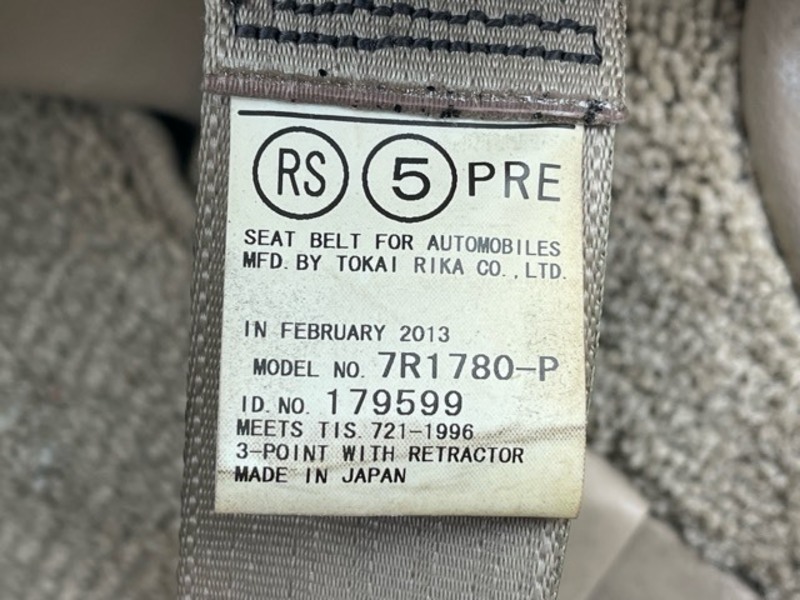 RS 5 PRE
SEAT BELT FOR AUTOMOBILES
MFD. BY TOKAI RIKA CO., LTD.
IN FEBRUARY 2013
MODEL NO. 7R1780-P
ID. NO. 179599
MEETS TIS. 721-1996
3-POINT WITH RETRACTOR
MADE IN JAPAN